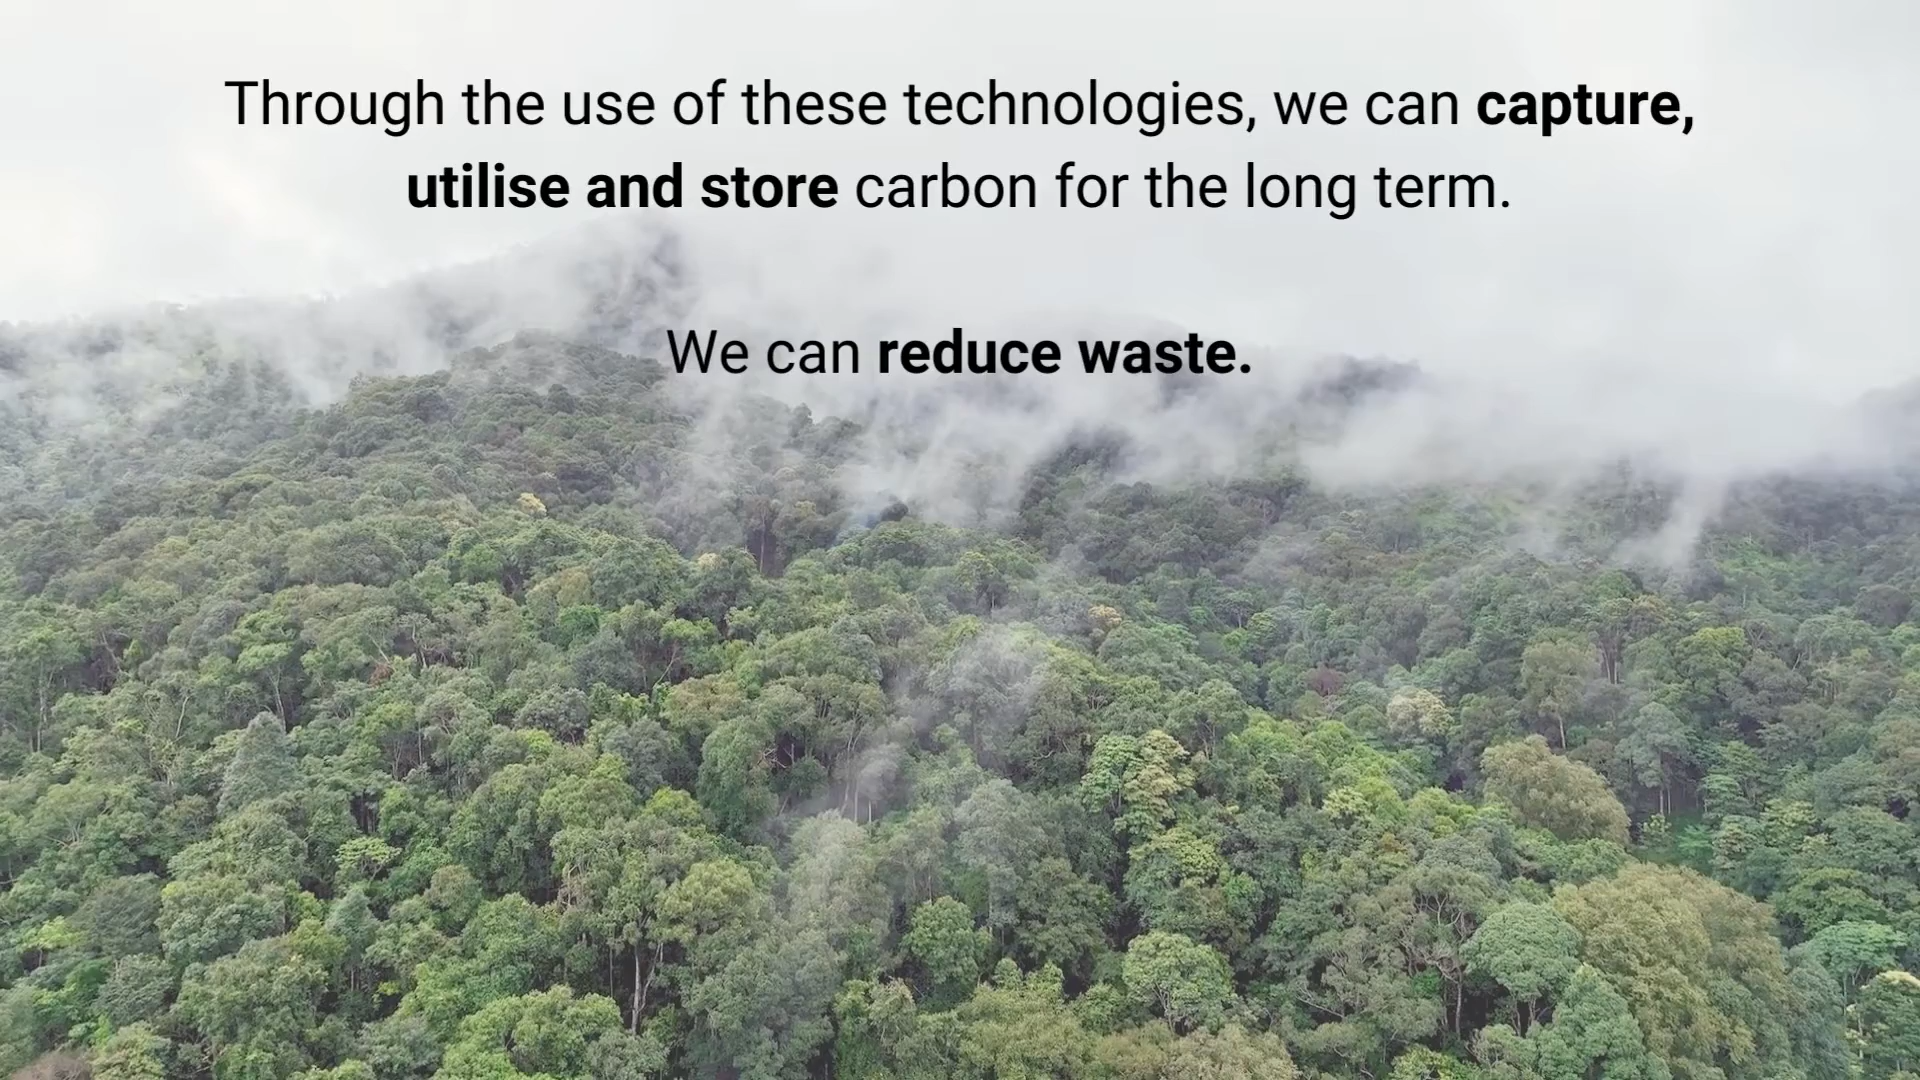 Through the use of these technologies, we can capture,
utilise and store carbon for the long term.
We can reduce waste.